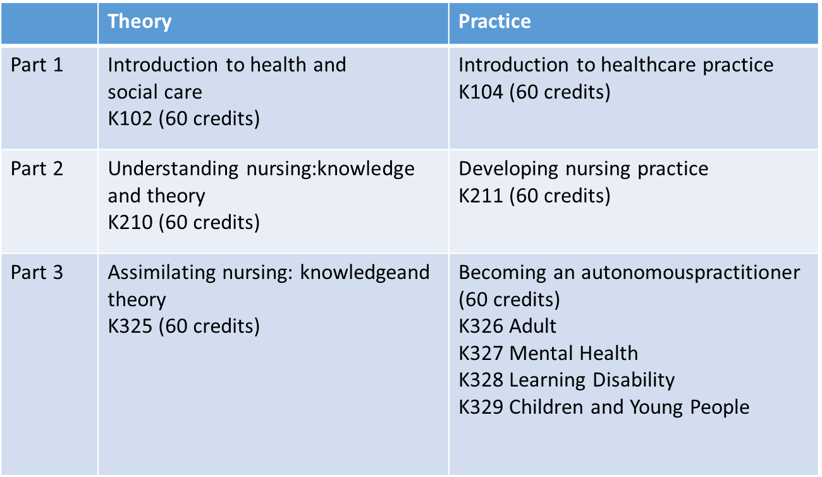 Theory
Practice
Part 1
Introduction to health and
social care
K102 (60 credits)
Introduction to healthcare practice
K104 (60 credits)
Part 2
Understanding nursing:knowledge
and theory
K210 (60 credits)
Developing nursing practice
K211 (60 credits)
Part 3
Assimilating nursing: knowledgeand
theory
K325 (60 credits)
Becoming an autonomouspractitioner
(60 credits)
K326 Adult
K327 Mental Health
K328 Learning Disability
K329 Children and Young People